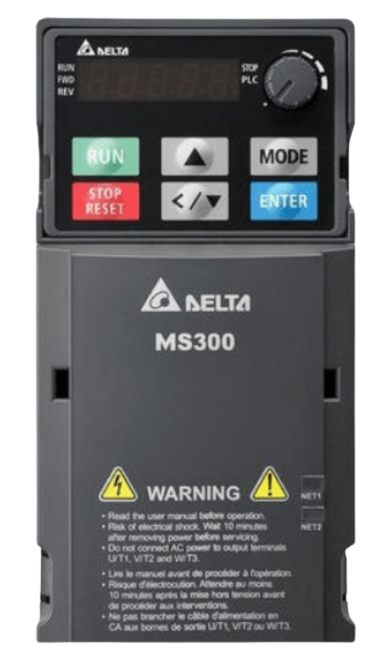 DELTA
RUN
FWD
REV
STOP
PLC
RUN
▲
MODE
STOP
RESET
</▼
ENTER
DELTA
MS300
WARNING
NET1
NET2
• Read the user manual before operation.
• Risk of electrical shock. Wait 10 minutes
after removing power before servicing.
• Do not connect AC power to output terminals
U/T1, V/T2 and W/T3.
• Lire le manuel avant de procéder à l'opération.
• Risque d'électrocution. Attendre au moins
10 minutes après la mise hors tension avant
de procéder aux interventions.
• Ne pas brancher le câble d'alimentation en
CA aux bornes de sortie U/T1, V/T2 ou W/T3.